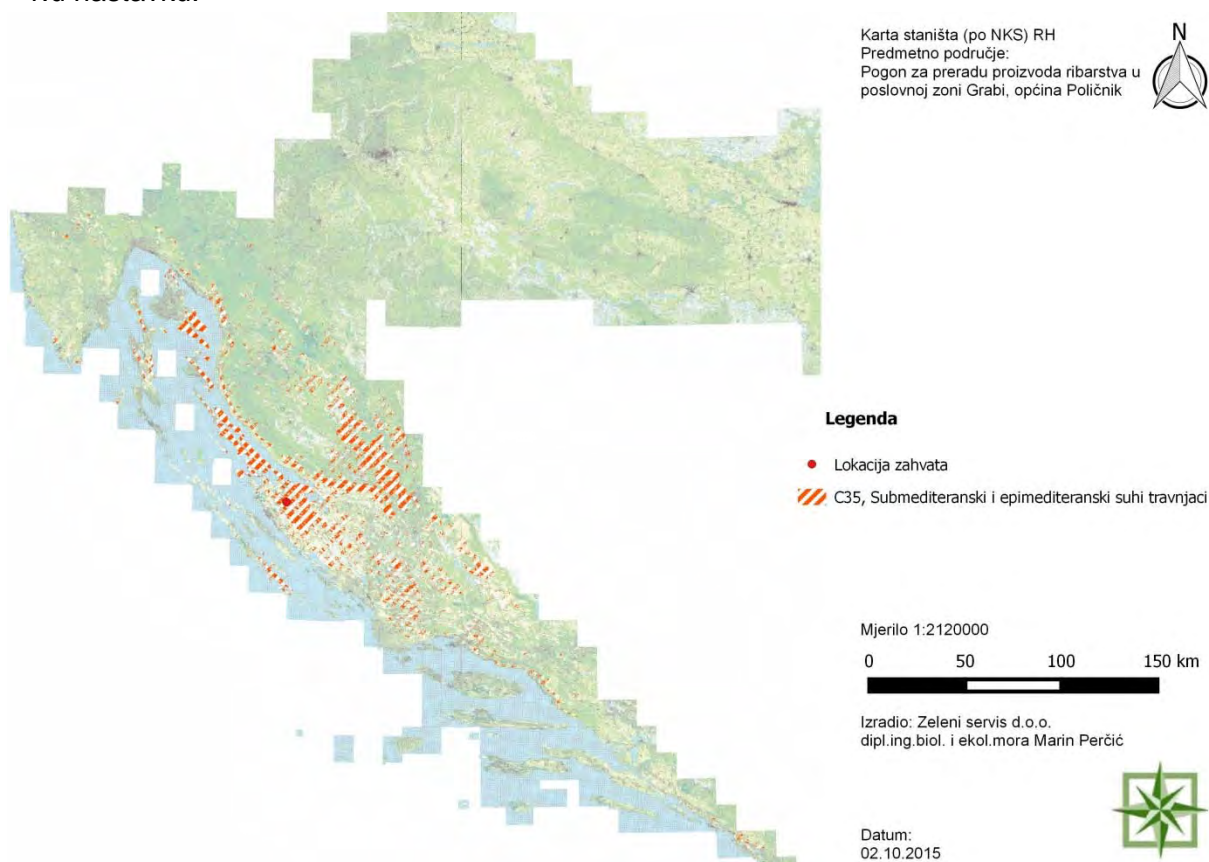 Karta staništa (po NKS) RH
Predmetno područje:
Pogon za preradu proizvoda ribarstva u
poslovnoj zoni Grabi, općina Poličnik
N
Legenda
Lokacija zahvata
C35, Submediteranski i epimediteranski suhi travnjaci
Mjerilo 1:2120000
0 50 100 150 km
Izradio: Zeleni servis d.o.o.
dipl.ing.biol. i ekol.mora Marin Perčić
Datum:
02.10.2015